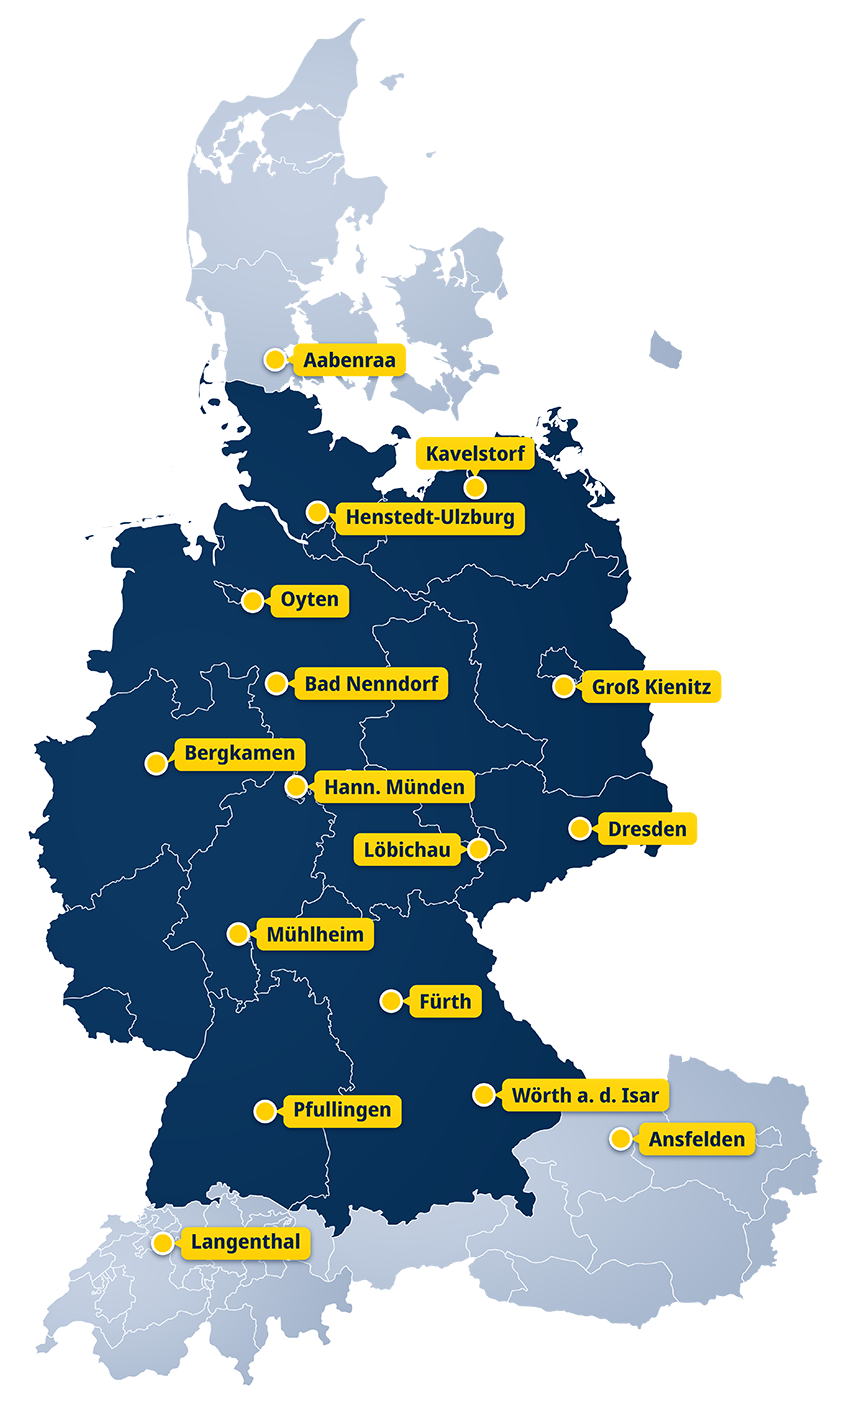 Aabenraa
Kavelstorf
Henstedt-Ulzburg
Oyten
Bad Nenndorf
Groß Kienitz
Bergkamen
Hann. Münden
Dresden
Löbichau
Mühlheim
Fürth
Wörth a. d. Isar
Pfullingen
Ansfelden
Langenthal